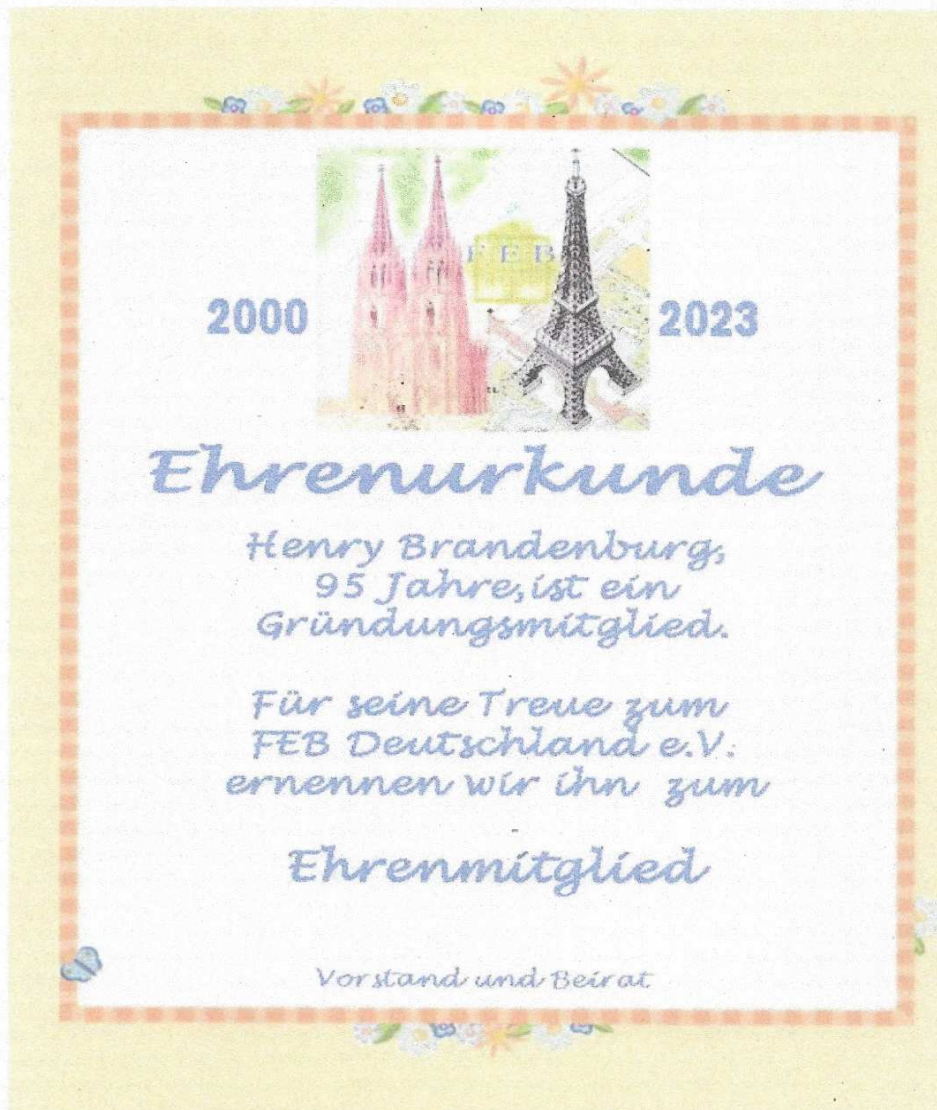 FEB
2000 2023
Ehrenurkunde
Henry Brandenburg,
95 Jahre, ist ein
Gründungsmitglied.
Für seine Treue zum
FEB Deutschland e.V.
ernennen wir ihn zum
Ehrenmitglied
Vorstand und Beirat